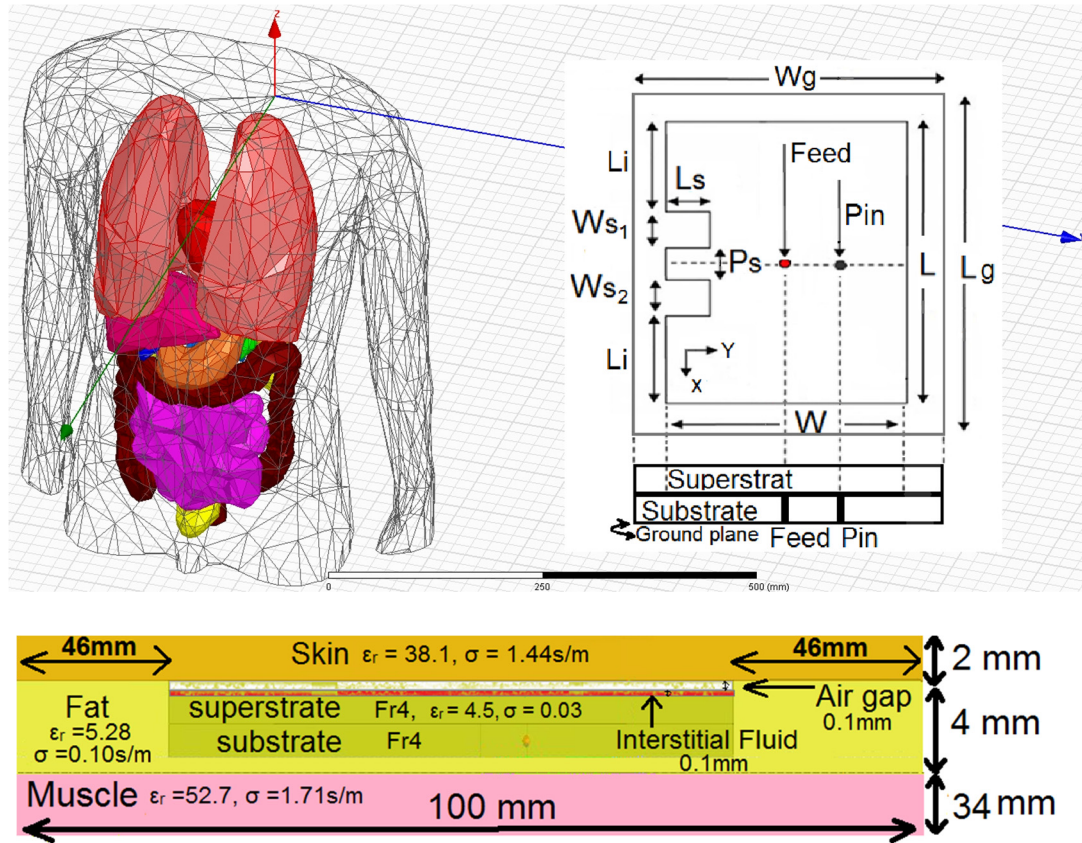 z
Wg
Li
Ls
Feed
Ws₁
Pin
Ps
L
Lg
Ws₂
Li
Y
x
W
Superstrat
Substrate
Ground plane Feed Pin
0 250 500 (mm)
46mm
Skin εr = 38.1, σ = 1.44s/m
46mm
2 mm
Fat
εr =5.28
σ =0.10s/m
superstrate Fr4, εr = 4.5, σ = 0.03
substrate Fr4
Interstitial Fluid
0.1mm
Air gap
0.1mm
4 mm
Muscle εr =52.7, σ =1.71s/m
100 mm
34 mm